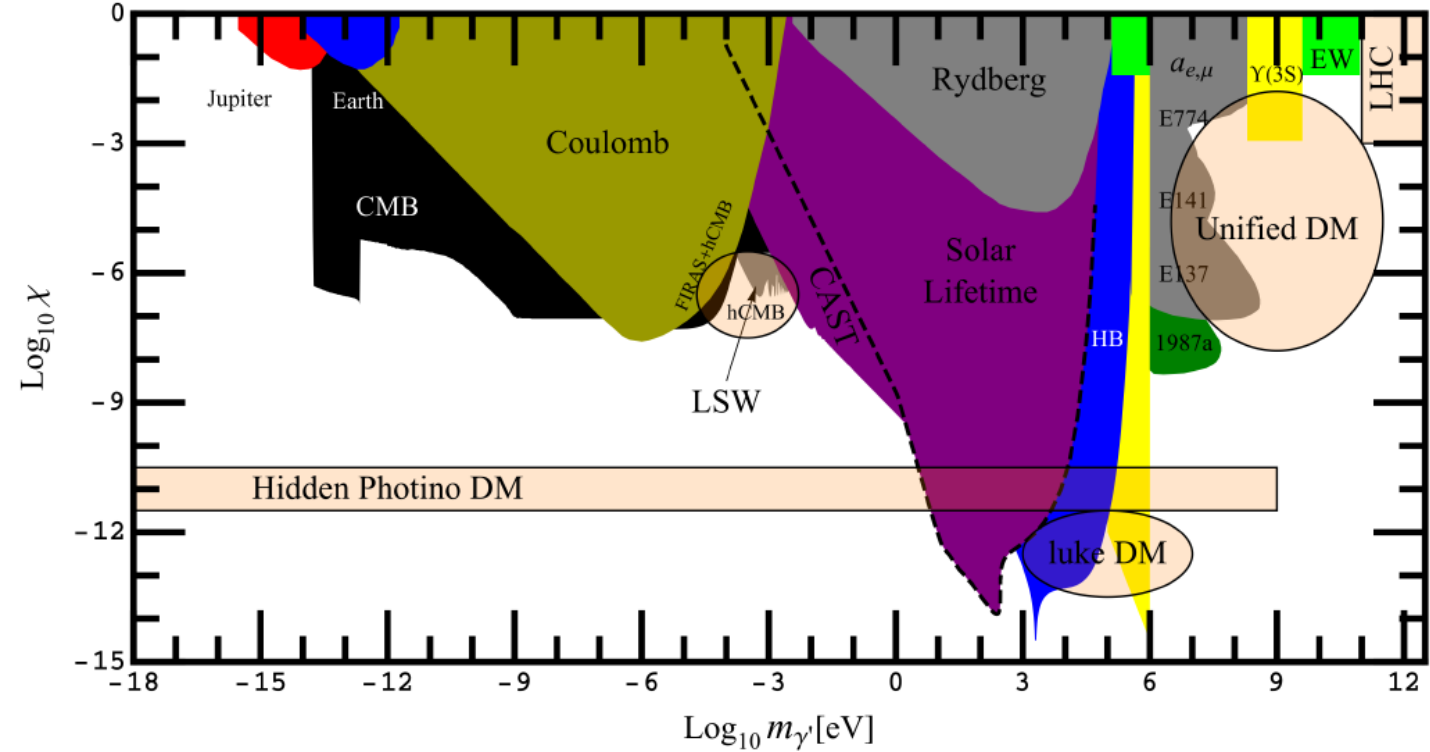 0
-3
-6
-9
-12
-15
Log₁₀ χ
Jupiter
Earth
CMB
Coulomb
FIRAS+hCMB
hCMB
LSW
CAST
Rydberg
Solar
Lifetime
HB
a_{e,μ}
E774
E141
E137
1987a
Υ(3S)
EW
LHC
Unified DM
Hidden Photino DM
luke DM
-18 -15 -12 -9 -6 -3 0 3 6 9 12
Log₁₀ m_{γ'}[eV]